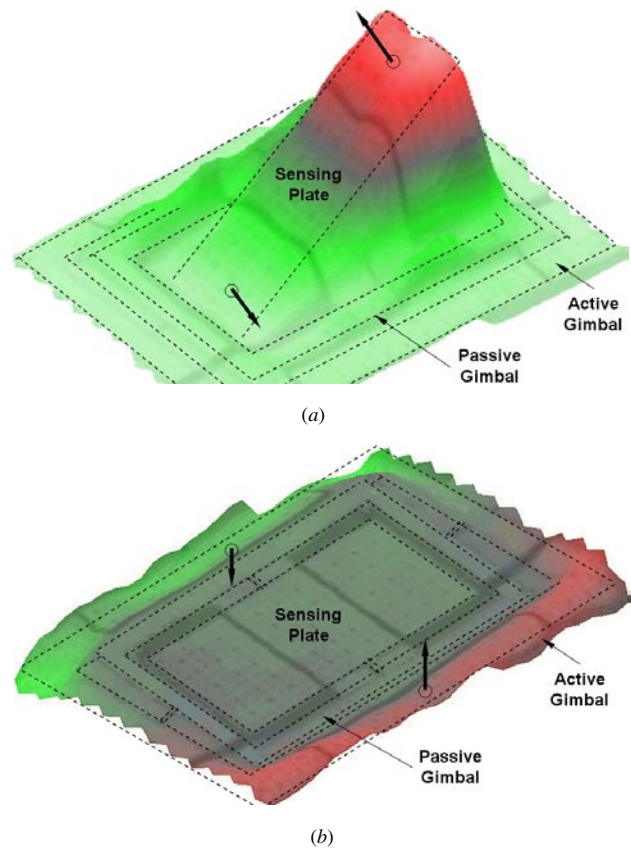 Sensing
Plate
Active
Gimbal
Passive
Gimbal
(a)
Sensing
Plate
Active
Gimbal
Passive
Gimbal
(b)